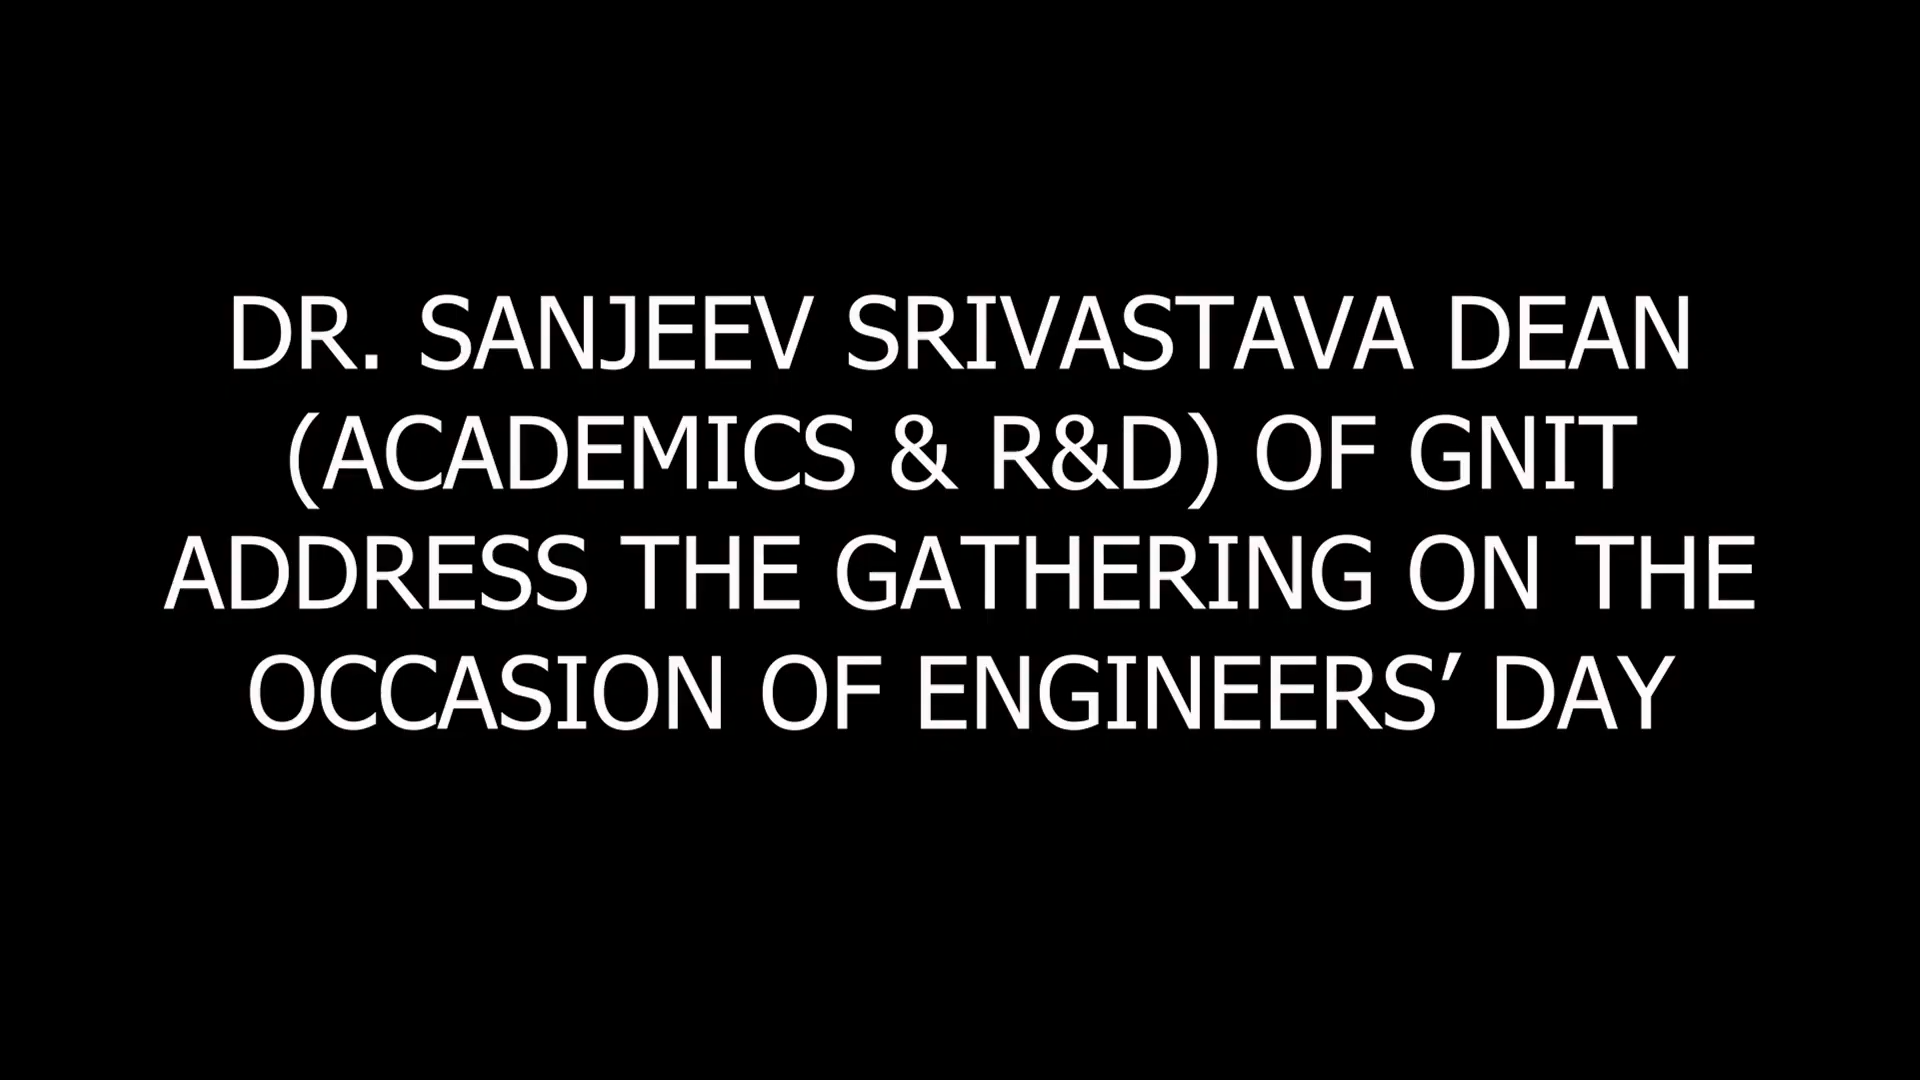 DR. SANJEEV SRIVASTAVA DEAN
(ACADEMICS & R&D) OF GNIT
ADDRESS THE GATHERING ON THE
OCCASION OF ENGINEERS’ DAY